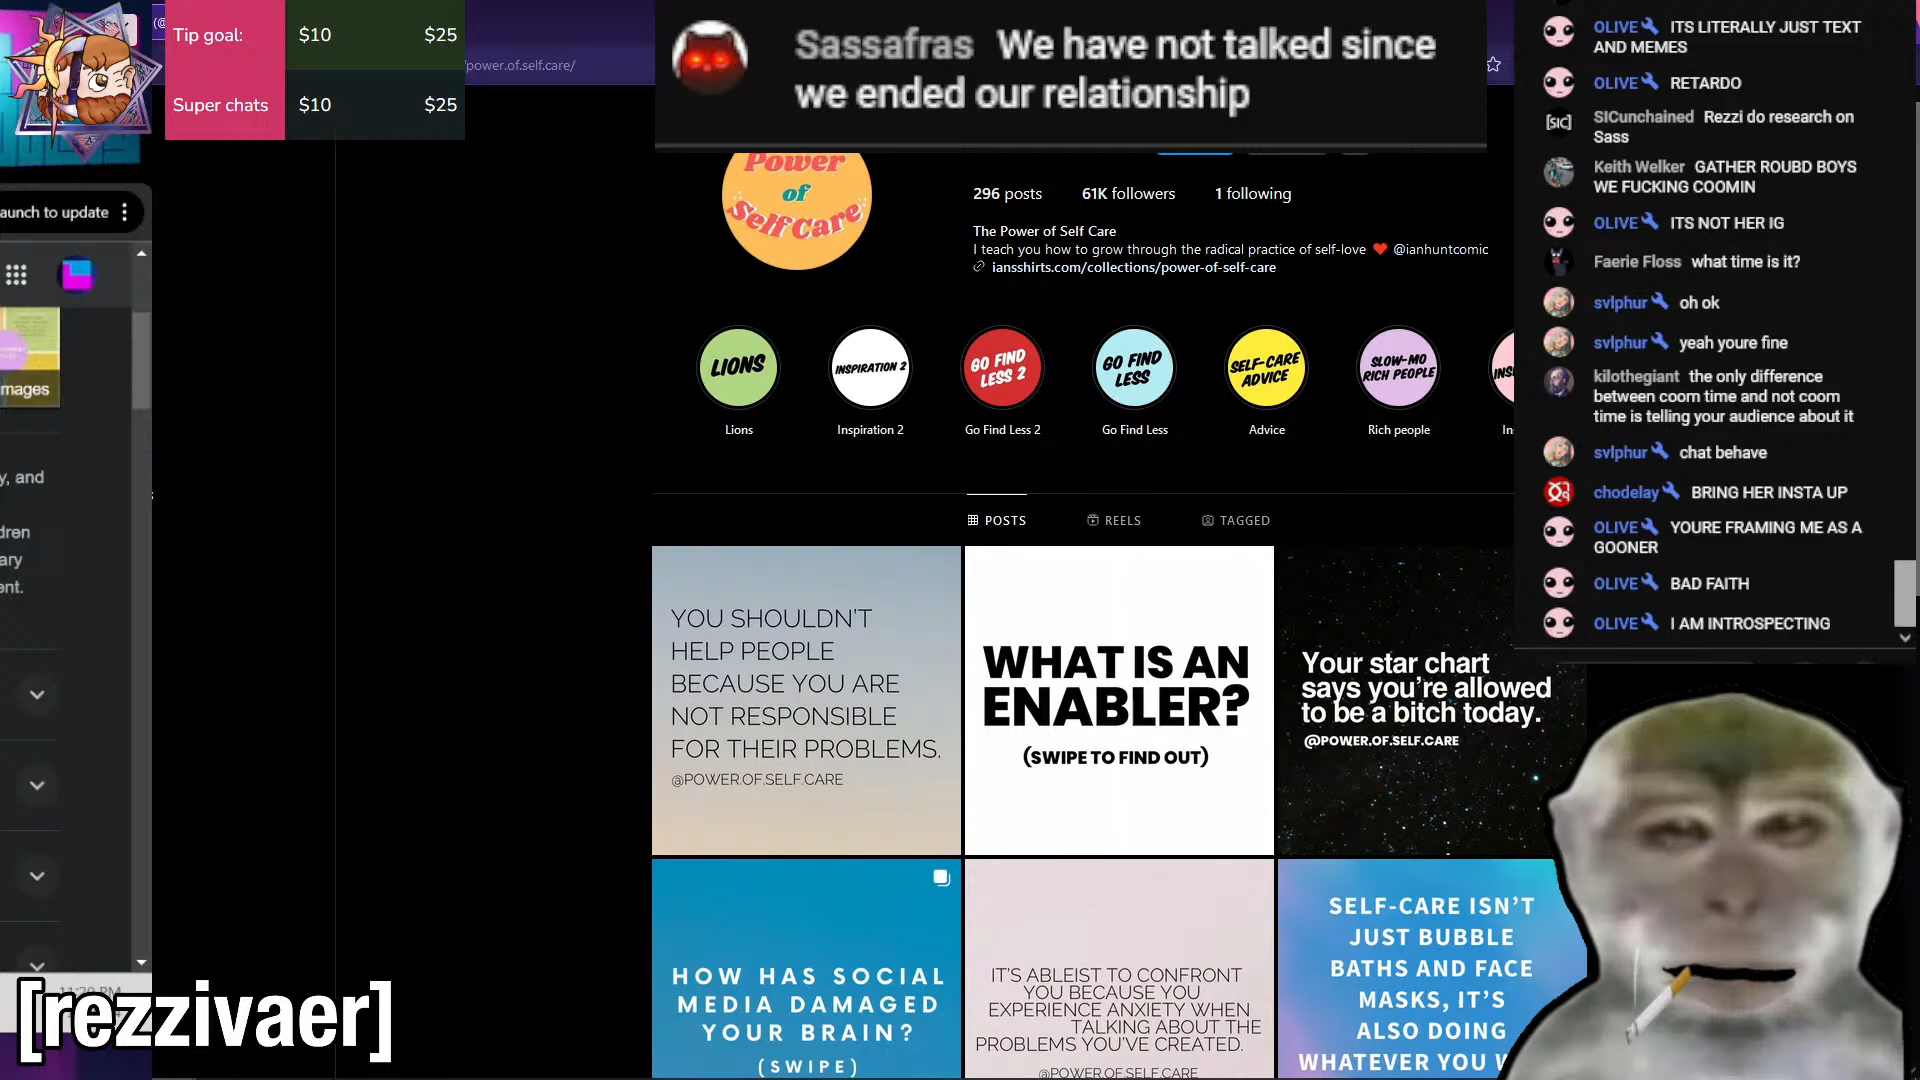 Tip goal: $10 $25
Super chats $10 $25
/power.of.self.care/
Sassafras We have not talked since
we ended our relationship
aunch to update
mages
y, and
dren
ary
ent.
[rezzivaer]
Power
of
Self Care
296 posts 61K followers 1 following
The Power of Self Care
I teach you how to grow through the radical practice of self-love ❤️ @ianhuntcomic
iansshirts.com/collections/power-of-self-care
LIONS
INSPIRATION 2
GO FIND
LESS 2
GO FIND
LESS
SELF-CARE
ADVICE
SLOW-MO
RICH PEOPLE
INS
Lions
Inspiration 2
Go Find Less 2
Go Find Less
Advice
Rich people
In
POSTS
REELS
TAGGED
YOU SHOULDN'T
HELP PEOPLE
BECAUSE YOU ARE
NOT RESPONSIBLE
FOR THEIR PROBLEMS.
@POWER.OF.SELF.CARE
WHAT IS AN
ENABLER?
(SWIPE TO FIND OUT)
Your star chart
says you're allowed
to be a bitch today.
@POWER.OF.SELF.CARE
HOW HAS SOCIAL
MEDIA DAMAGED
YOUR BRAIN?
(SWIPE)
IT'S ABLEIST TO CONFRONT
YOU BECAUSE YOU
EXPERIENCE ANXIETY WHEN
TALKING ABOUT THE
PROBLEMS YOU'VE CREATED.
@POWER.OF.SELF.CARE
SELF-CARE ISN'T
JUST BUBBLE
BATHS AND FACE
MASKS, IT'S
ALSO DOING
WHATEVER YOU W
OLIVE ITS LITERALLY JUST TEXT
AND MEMES
OLIVE RETARDO
[SIC] SICunchained Rezzi do research on
Sass
Keith Welker GATHER ROUBD BOYS
WE FUCKING COOMIN
OLIVE ITS NOT HER IG
Faerie Floss what time is it?
svlphur oh ok
svlphur yeah youre fine
kilothegiant the only difference
between coom time and not coom
time is telling your audience about it
svlphur chat behave
chodelay BRING HER INSTA UP
OLIVE YOURE FRAMING ME AS A
GOONER
OLIVE BAD FAITH
OLIVE I AM INTROSPECTING